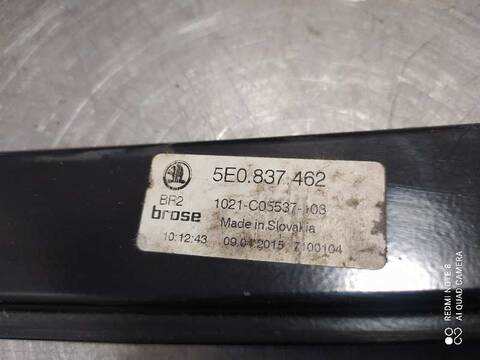 5E0.837.462
BR2
1021-C05537-103
brose
Made in Slovakia
10:12:43 09.04.2015 7100104
REDMI NOTE 8
AI QUAD CAMERA